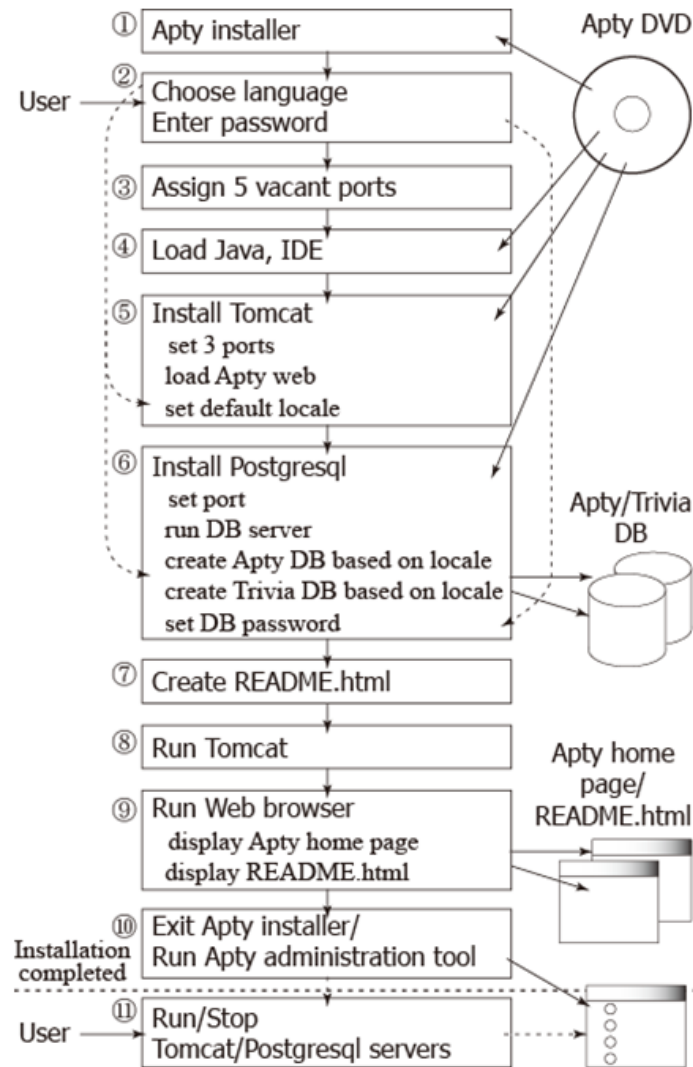 ① Apty installer
Apty DVD
② Choose language
User
Enter password
③ Assign 5 vacant ports
④ Load Java, IDE
⑤ Install Tomcat
set 3 ports
load Apty web
set default locale
⑥ Install Postgresql
set port
run DB server
create Apty DB based on locale
create Trivia DB based on locale
set DB password
Apty/Trivia
DB
⑦ Create README.html
⑧ Run Tomcat
⑨ Run Web browser
display Apty home page
display README.html
Apty home
page/
README.html
⑩ Exit Apty installer/
Run Apty administration tool
Installation
completed
⑪ Run/Stop
User
Tomcat/Postgresql servers